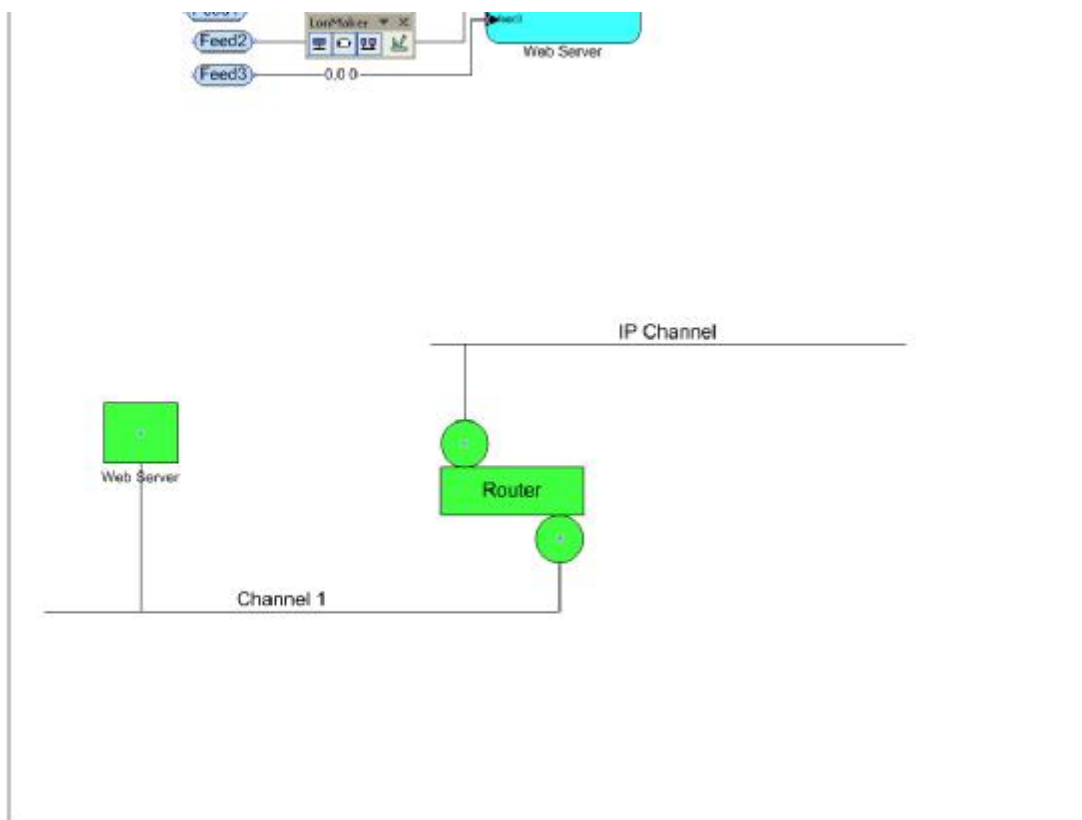 LonMaker
Feed2
Web Server
Feed3
0.0 0
IP Channel
Web Server
Router
Channel 1